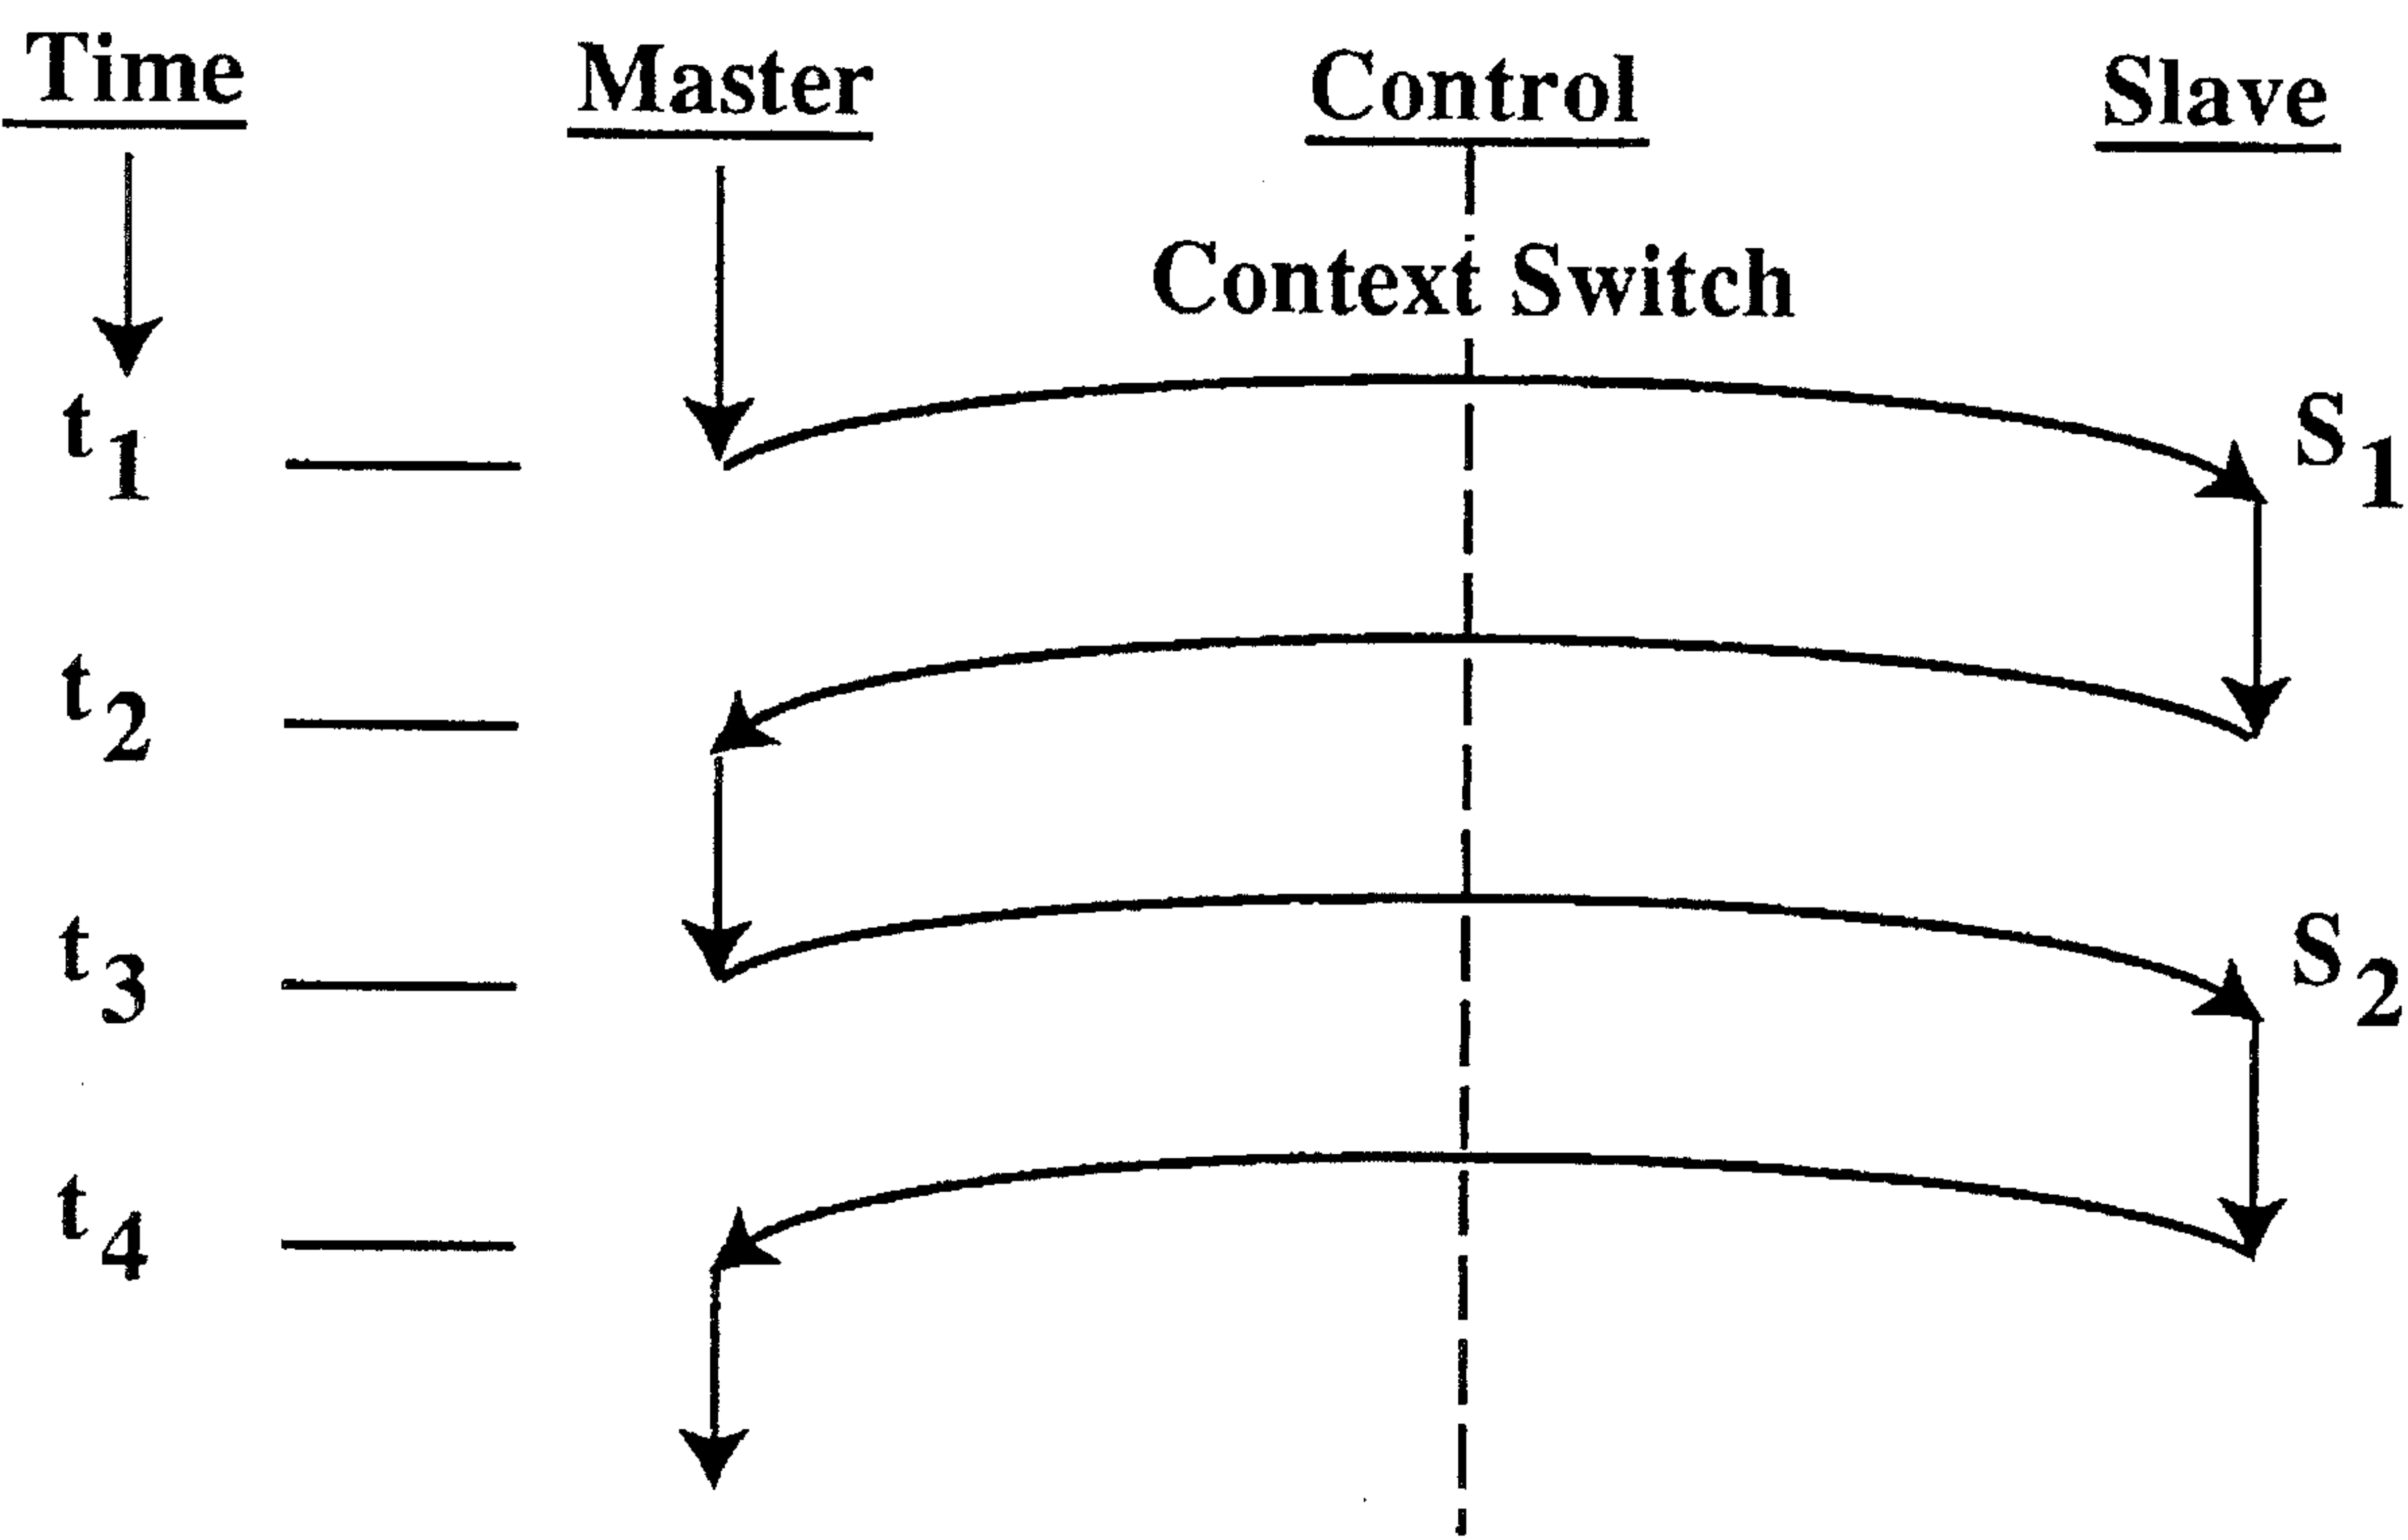 Time Master Control Slave
Context Switch
t1 S1
t2
t3 S2
t4